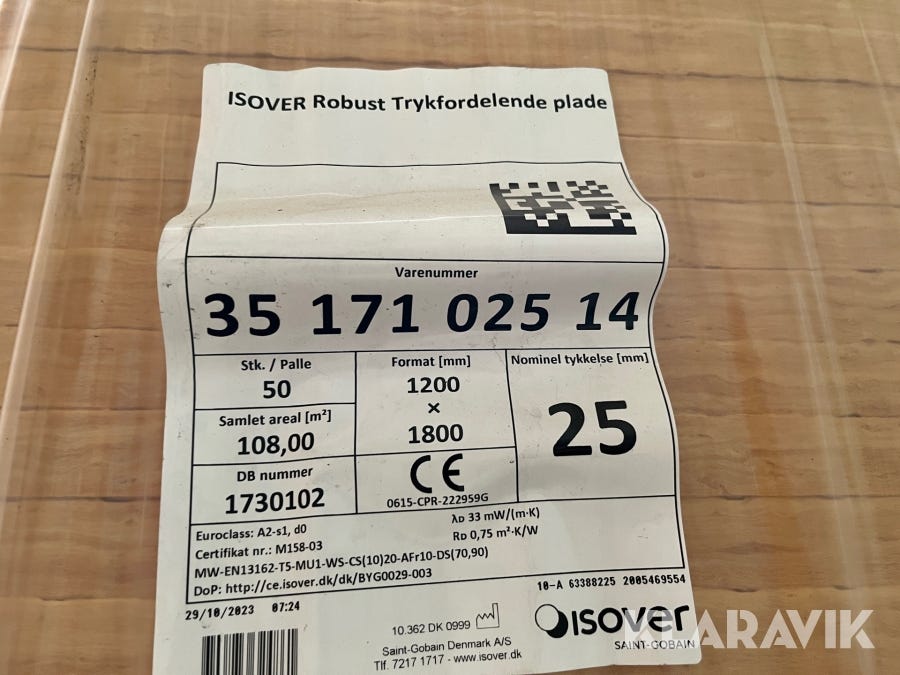 ISOVER Robust Trykfordelende plade
Varenummer
35 171 025 14
Stk. / Palle
50
Samlet areal [m²]
108,00
DB nummer
1730102
Format [mm]
1200
×
1800
CE
0615-CPR-222959G
Nominel tykkelse [mm]
25
Euroclass: A2-s1, d0
Certifikat nr.: M158-03
λD 33 mW/(m·K)
RD 0,75 m²·K/W
MW-EN13162-T5-MU1-WS-CS(10)20-AFr10-DS(70,90)
DoP: http://ce.isover.dk/dk/BYG0029-003
10-A 63388225 2005469554
29/10/2023 07:24
10.362 DK 0999
Saint-Gobain Denmark A/S
Tlf. 7217 1717 - www.isover.dk
isover
SAINT-GOBAIN
KLARAVIK